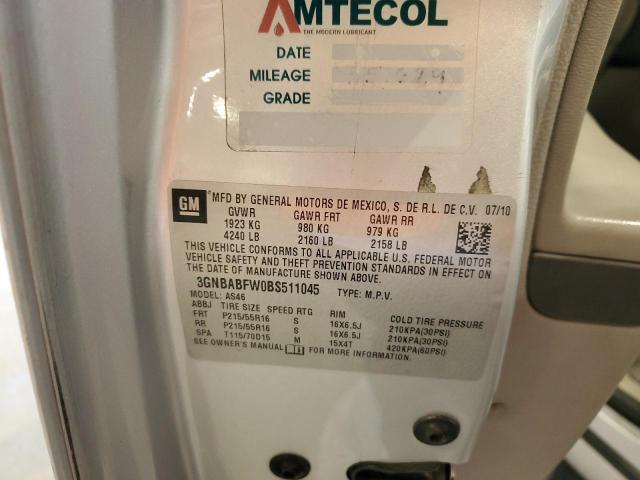 AMTECOL
THE MODERN LUBRICANT
DATE
MILEAGE
GRADE
GM
MFD BY GENERAL MOTORS DE MEXICO, S. DE R.L. DE C.V. 07/10
GVWR GAWR FRT GAWR RR
1923 KG 980 KG 979 KG
4240 LB 2160 LB 2158 LB
THIS VEHICLE CONFORMS TO ALL APPLICABLE U.S. FEDERAL MOTOR
VEHICLE SAFETY AND THEFT PREVENTION STANDARDS IN EFFECT
ON THE DATE OF MANUFACTURE SHOWN ABOVE.
3GNBABFW0BS511045 TYPE: M.P.V.
MODEL: AS46
ABBJ TIRE SIZE SPEED RTG RIM COLD TIRE PRESSURE
FRT P215/55R16 S 16X6.5J 210KPA(30PSI)
RR P215/55R16 S 16X6.5J 210KPA(30PSI)
SPA T115/70D15 M 15X4T 420KPA(60PSI)
SEE OWNER'S MANUAL FOR MORE INFORMATION.